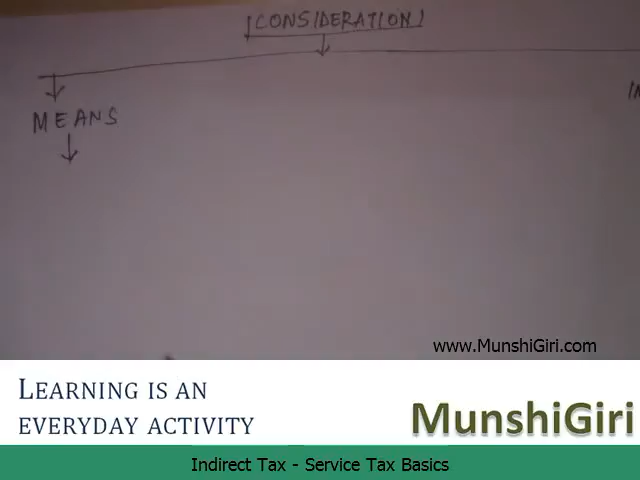 CONSIDERATION
MEANS
www.MunshiGiri.com
LEARNING IS AN
EVERYDAY ACTIVITY
MunshiGiri
Indirect Tax - Service Tax Basics